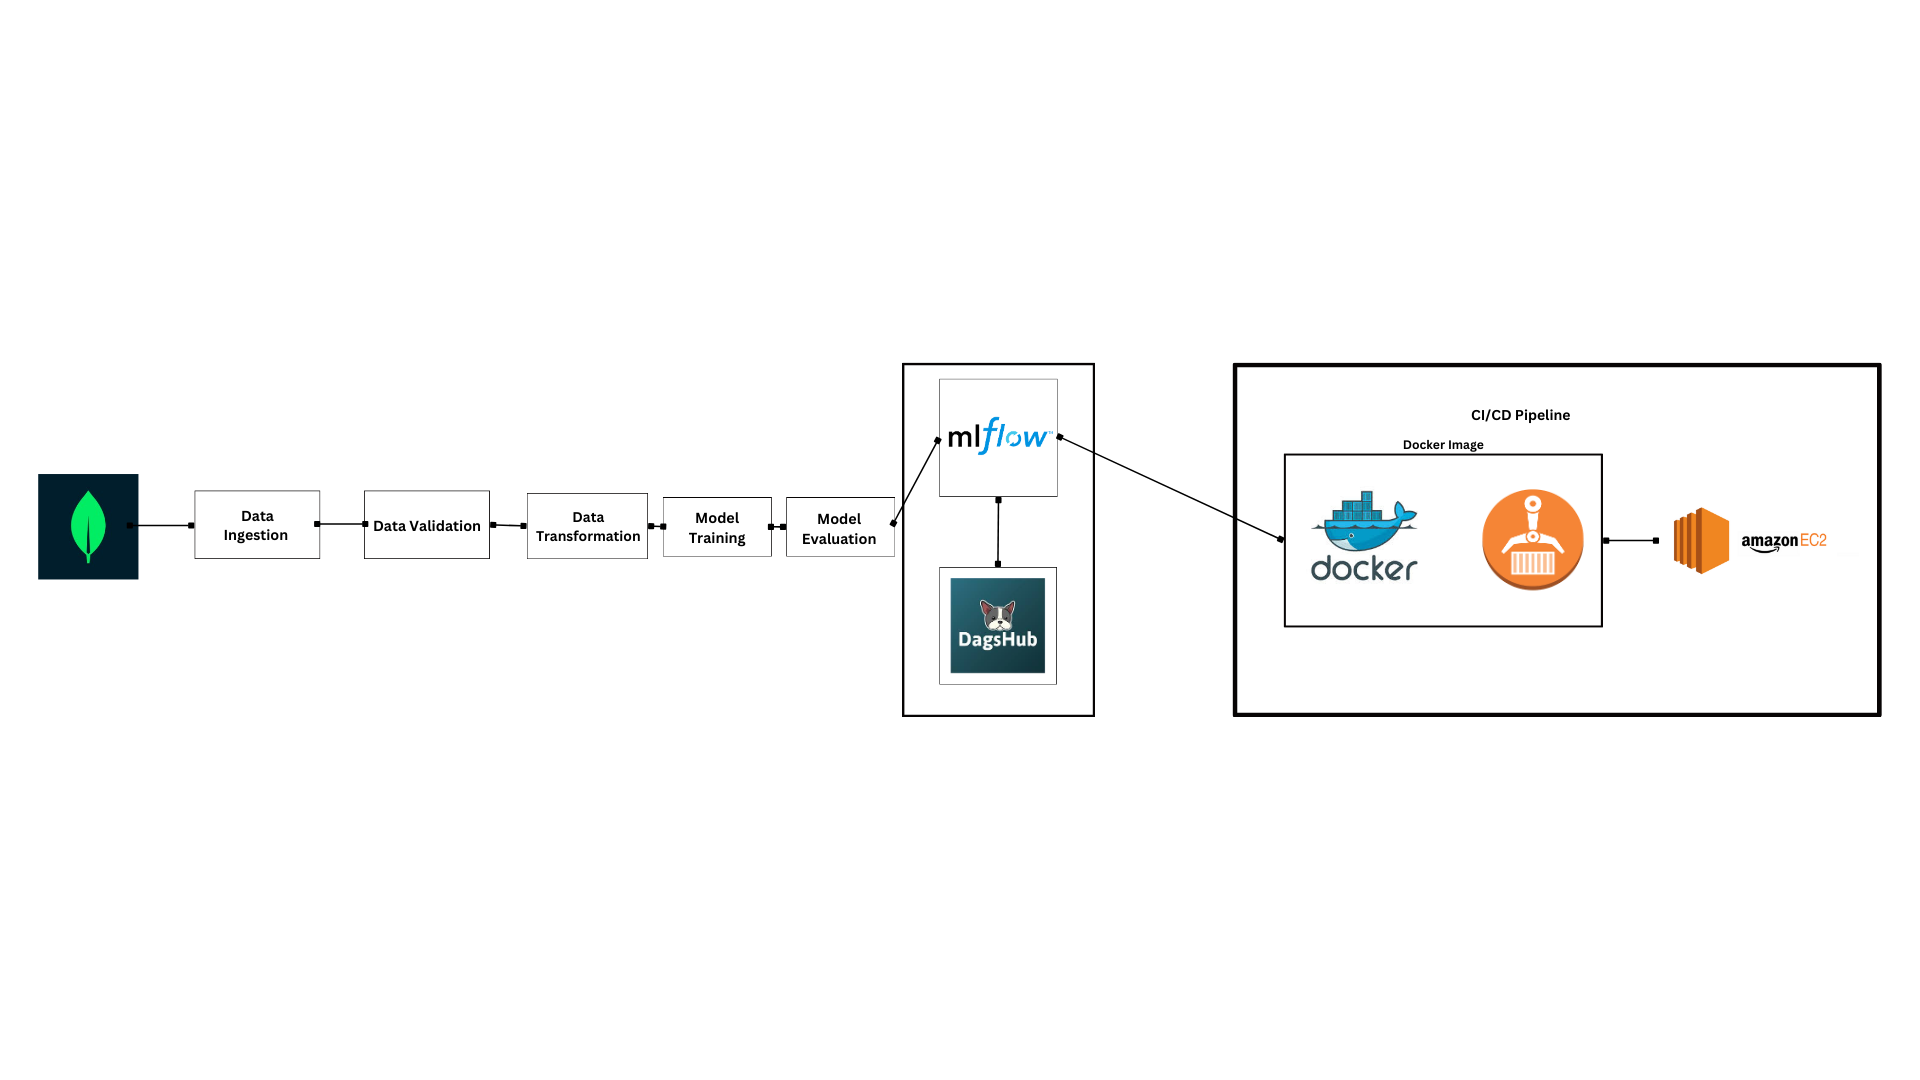 Data
Ingestion
Data Validation
Data
Transformation
Model
Training
Model
Evaluation
mlflow™
DagsHub
CI/CD Pipeline
Docker Image
docker
amazon EC2